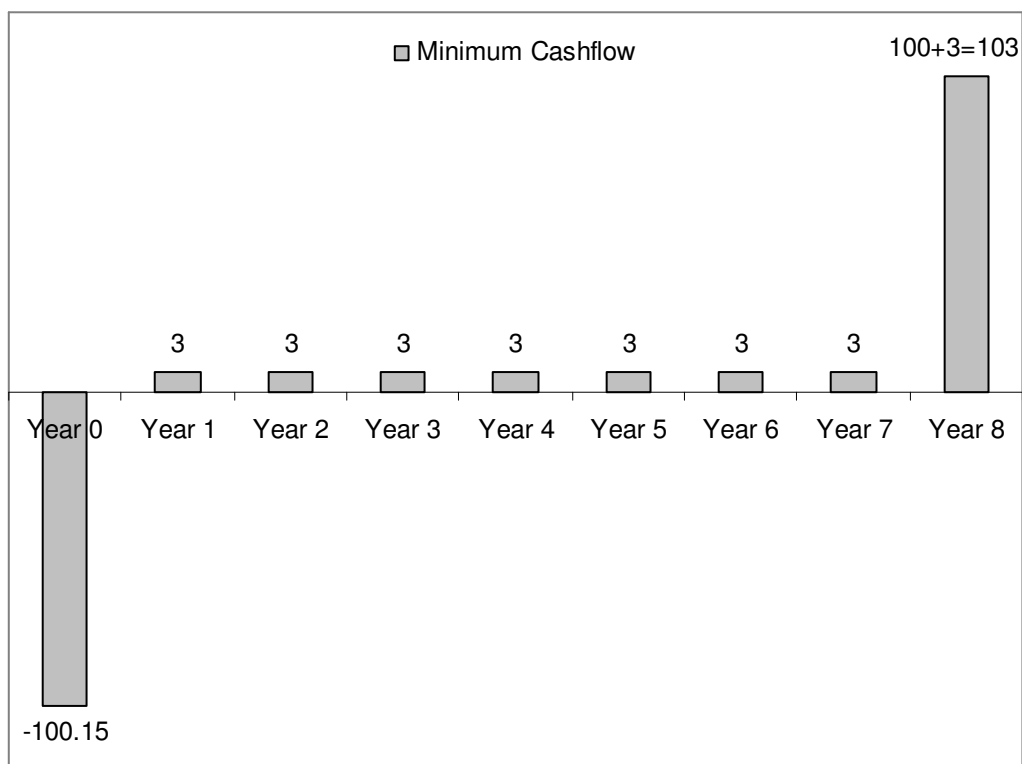 100+3=103
Minimum Cashflow
3 3 3 3 3 3 3
Year 0 Year 1 Year 2 Year 3 Year 4 Year 5 Year 6 Year 7 Year 8
-100.15